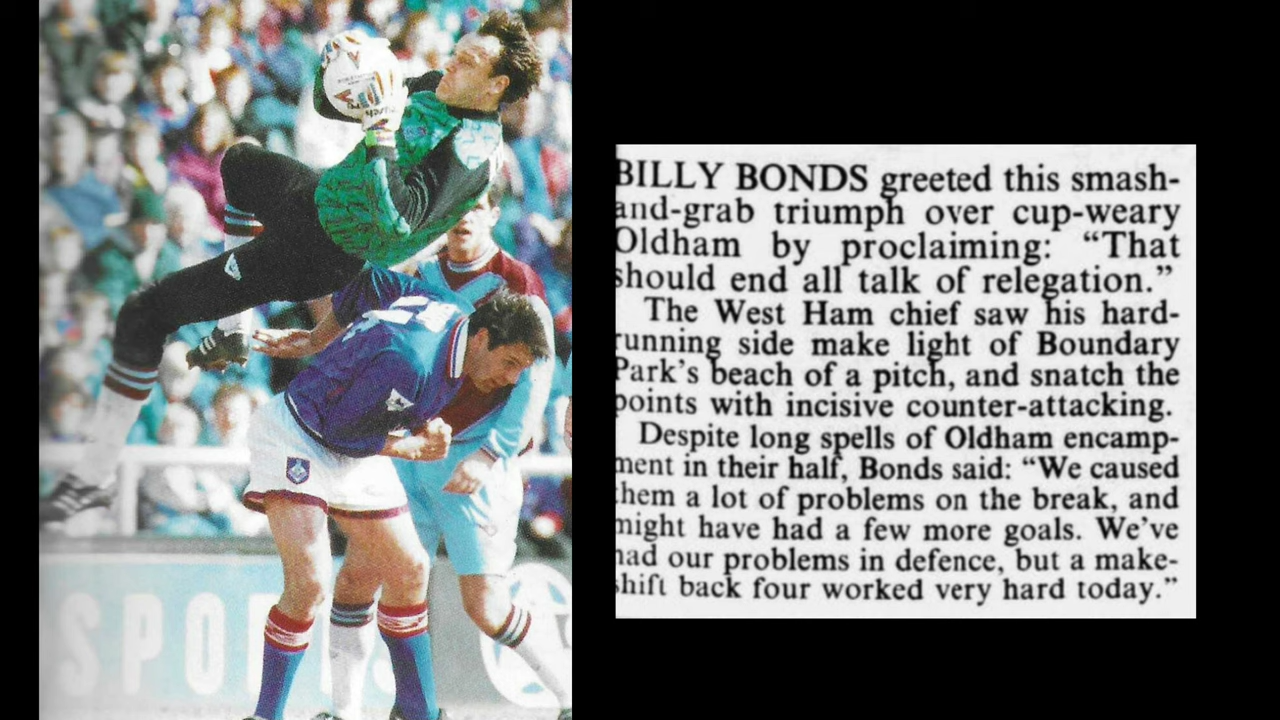 SPO
BILLY BONDS greeted this smash-
and-grab triumph over cup-weary
Oldham by proclaiming: “That
should end all talk of relegation.”
The West Ham chief saw his hard-
running side make light of Boundary
Park’s beach of a pitch, and snatch the
points with incisive counter-attacking.
Despite long spells of Oldham encamp-
ment in their half, Bonds said: “We caused
them a lot of problems on the break, and
might have had a few more goals. We’ve
had our problems in defence, but a make-
shift back four worked very hard today.”